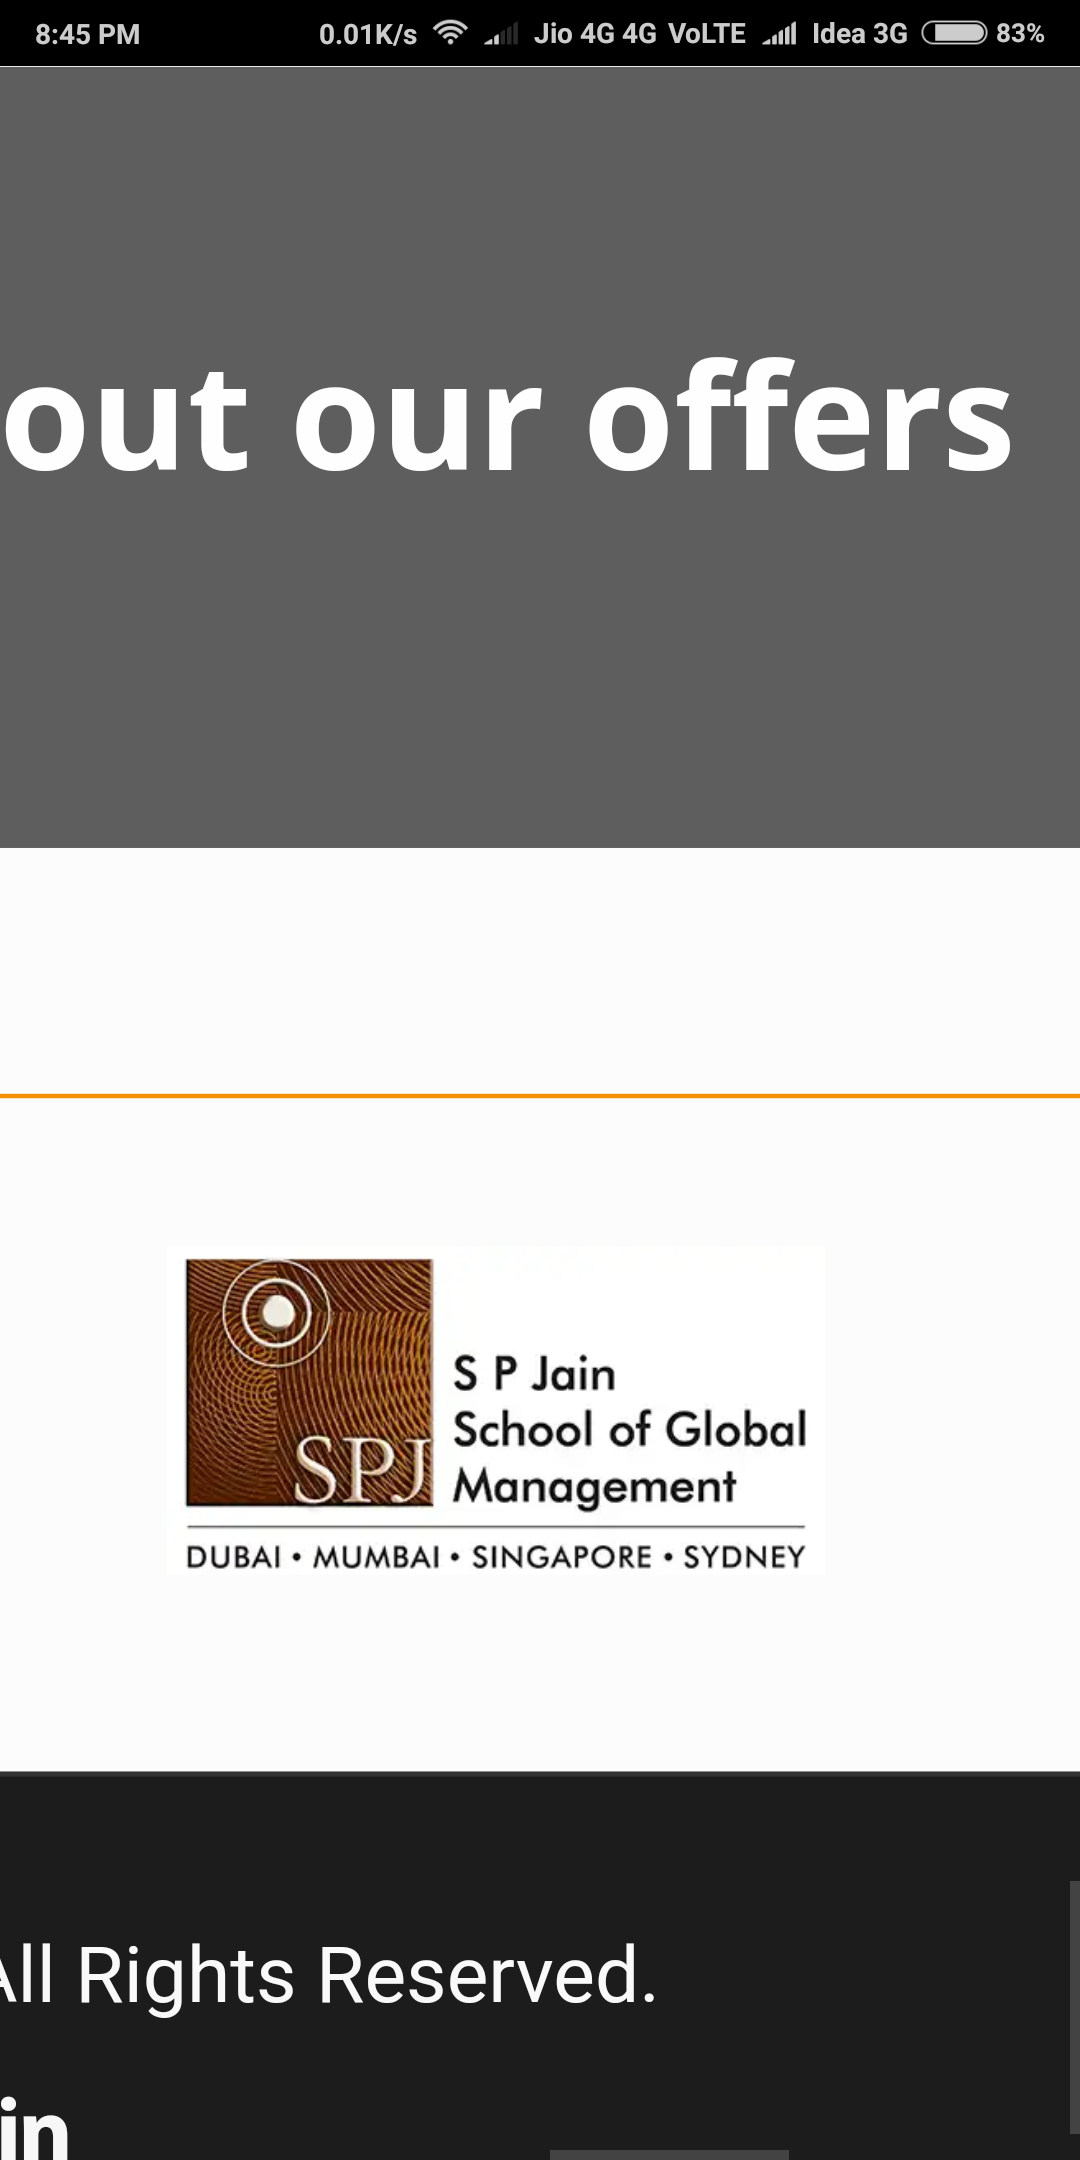 8:45 PM 0.01K/s Jio 4G 4G VoLTE Idea 3G 83%
out our offers
SPJ
S P Jain
School of Global
Management
DUBAI • MUMBAI • SINGAPORE • SYDNEY
All Rights Reserved.
in